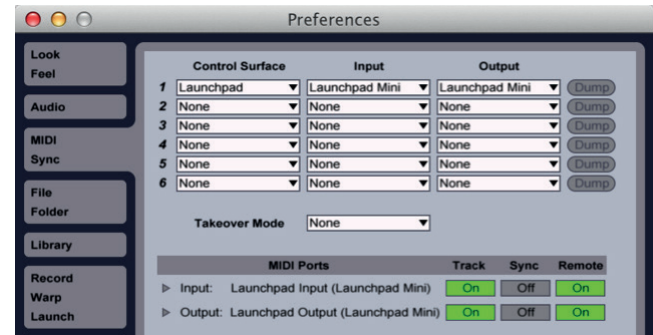 Preferences
Look
Feel
Audio
MIDI
Sync
File
Folder
Library
Record
Warp
Launch
Control Surface Input Output
1 Launchpad Launchpad Mini Launchpad Mini Dump
2 None None None Dump
3 None None None Dump
4 None None None Dump
5 None None None Dump
6 None None None Dump
Takeover Mode None
MIDI Ports Track Sync Remote
Input: Launchpad Input (Launchpad Mini) On Off On
Output: Launchpad Output (Launchpad Mini) On Off On